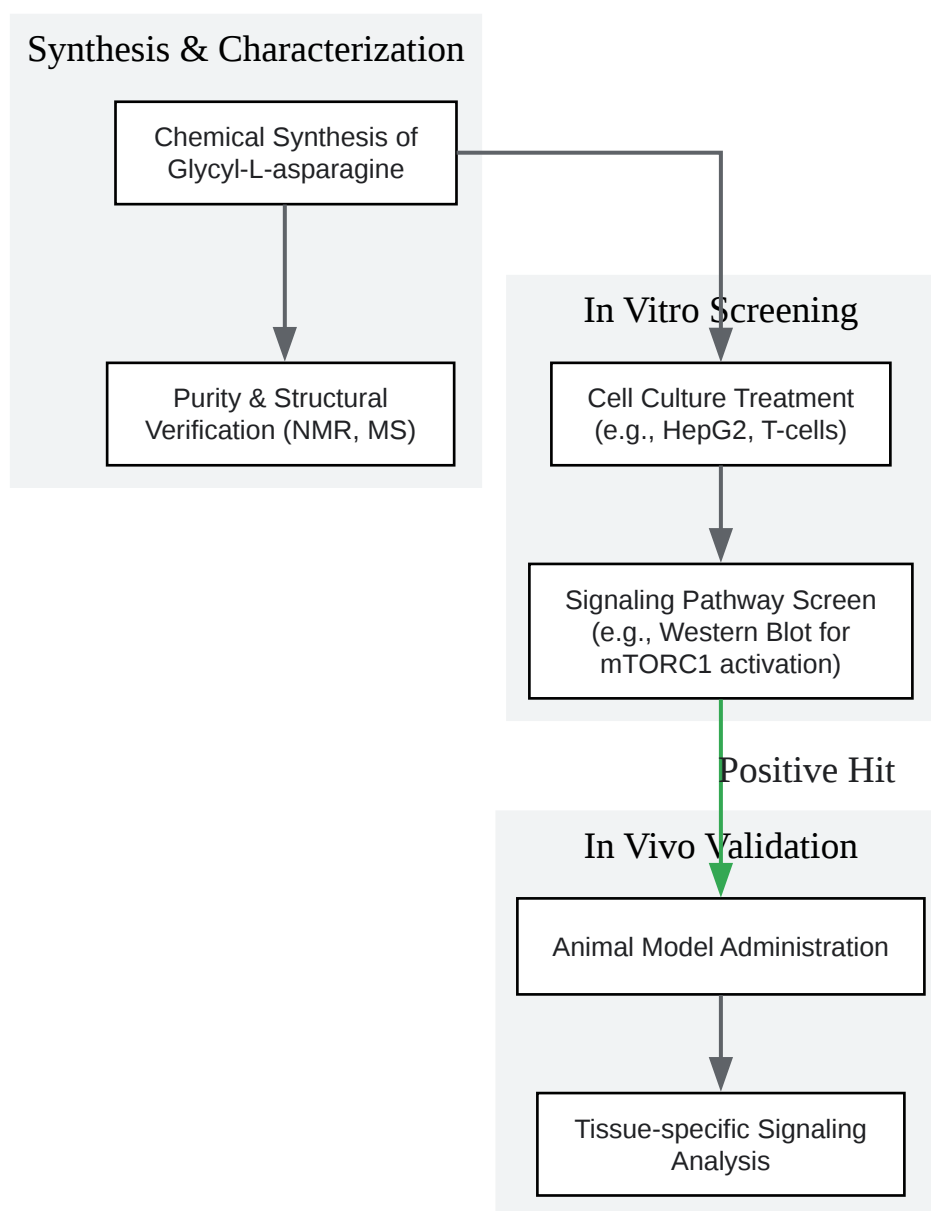 Synthesis & Characterization
Chemical Synthesis of
Glycyl-L-asparagine
Purity & Structural
Verification (NMR, MS)
In Vitro Screening
Cell Culture Treatment
(e.g., HepG2, T-cells)
Signaling Pathway Screen
(e.g., Western Blot for
mTORC1 activation)
Positive Hit
In Vivo Validation
Animal Model Administration
Tissue-specific Signaling
Analysis